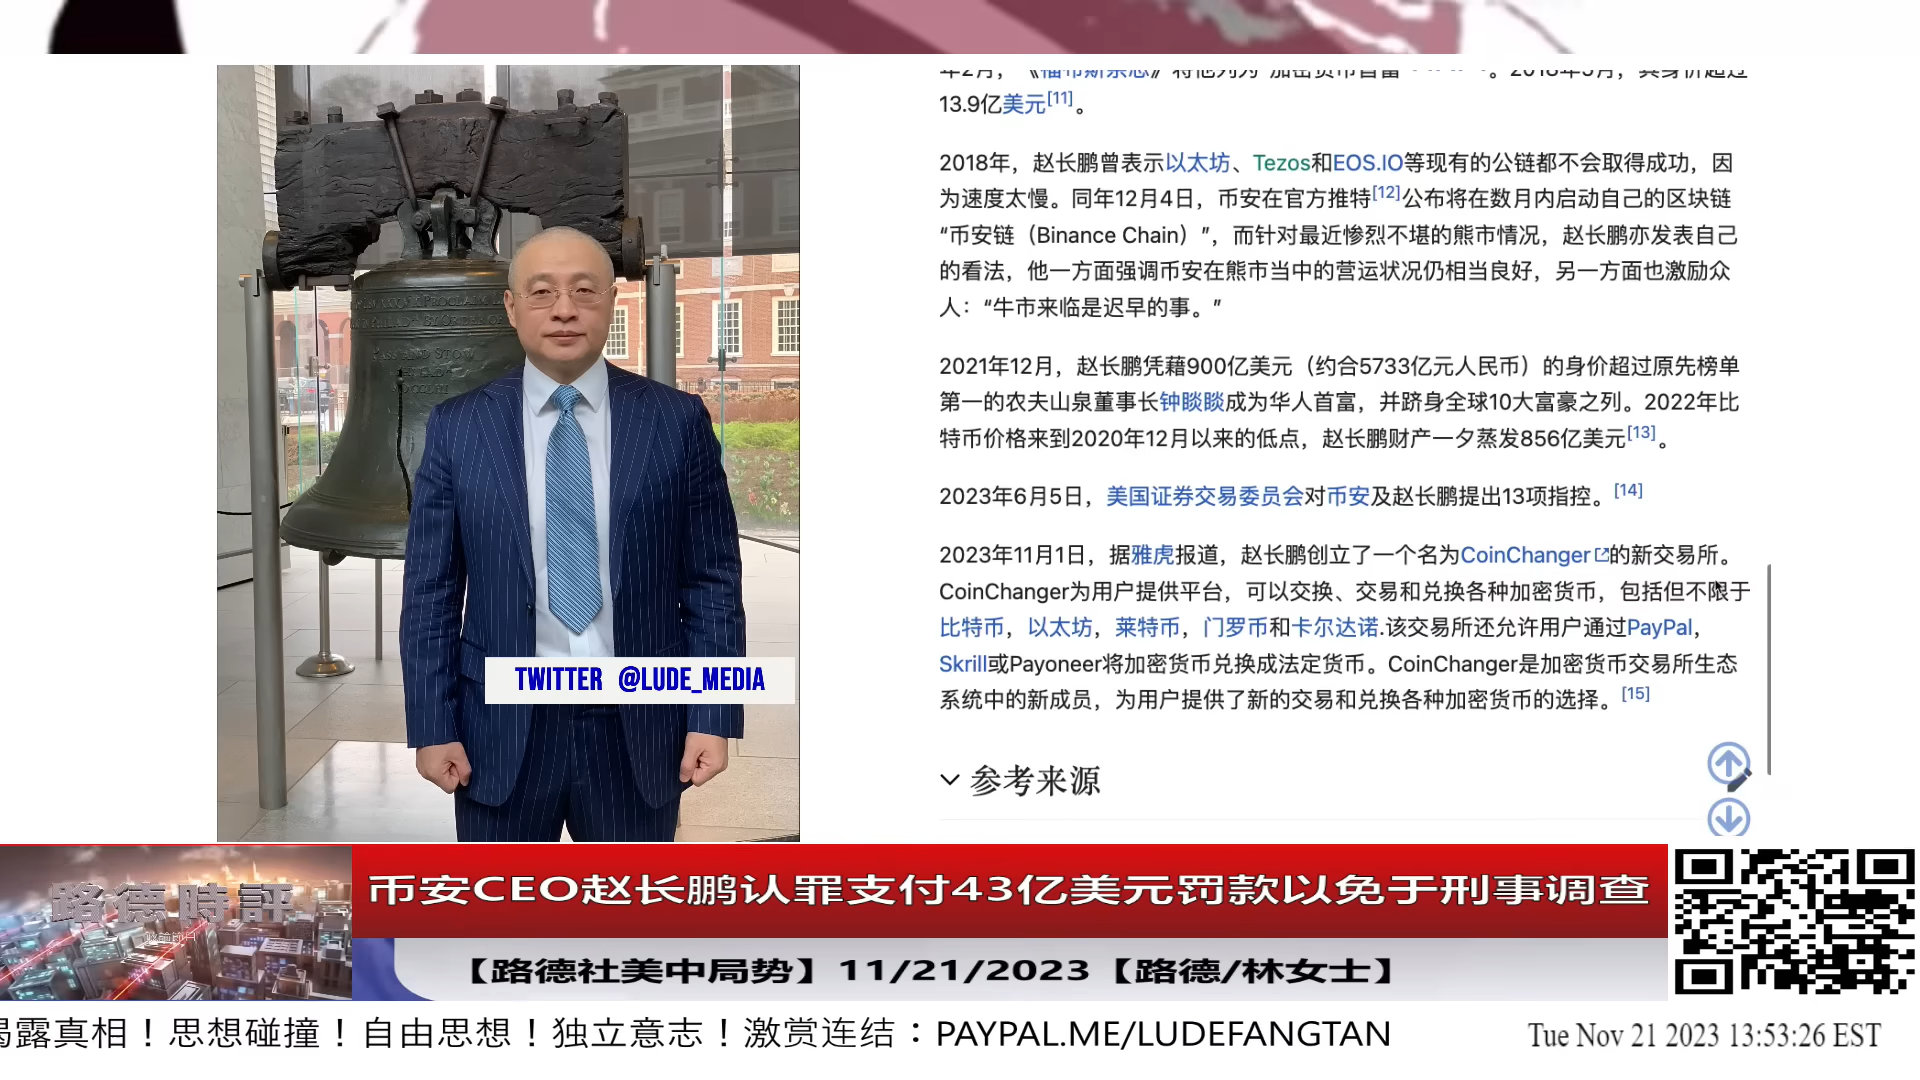 13.9亿美元[11]。
2018年，赵长鹏曾表示以太坊、Tezos和EOS.IO等现有的公链都不会取得成功，因
为速度太慢。同年12月4日，币安在官方推特[12]公布将在数月内启动自己的区块链
“币安链（Binance Chain）”，而针对最近惨烈不堪的熊市情况，赵长鹏亦发表自己
的看法，他一方面强调币安在熊市当中的营运状况仍相当良好，另一方面也激励众
人：“牛市来临是迟早的事。”
2021年12月，赵长鹏凭藉900亿美元（约合5733亿元人民币）的身价超过原先榜单
第一的农夫山泉董事长钟睒睒成为华人首富，并跻身全球10大富豪之列。2022年比
特币价格来到2020年12月以来的低点，赵长鹏财产一夕蒸发856亿美元[13]。
2023年6月5日，美国证券交易委员会对币安及赵长鹏提出13项指控。[14]
2023年11月1日，据雅虎报道，赵长鹏创立了一个名为CoinChanger的新交易所。
CoinChanger为用户提供平台，可以交换、交易和兑换各种加密货币，包括但不限于
比特币，以太坊，莱特币，门罗币和卡尔达诺.该交易所还允许用户通过PayPal，
Skrill或Payoneer将加密货币兑换成法定货币。CoinChanger是加密货币交易所生态
系统中的新成员，为用户提供了新的交易和兑换各种加密货币的选择。[15]
参考来源
TWITTER @LUDE_MEDIA
路德時評
币安CEO赵长鹏认罪支付43亿美元罚款以免于刑事调查
【路德社美中局势】11/21/2023【路德/林女士】
揭露真相！思想碰撞！自由思想！独立意志！激赏连结：PAYPAL.ME/LUDEFANGTAN
Tue Nov 21 2023 13:53:26 EST